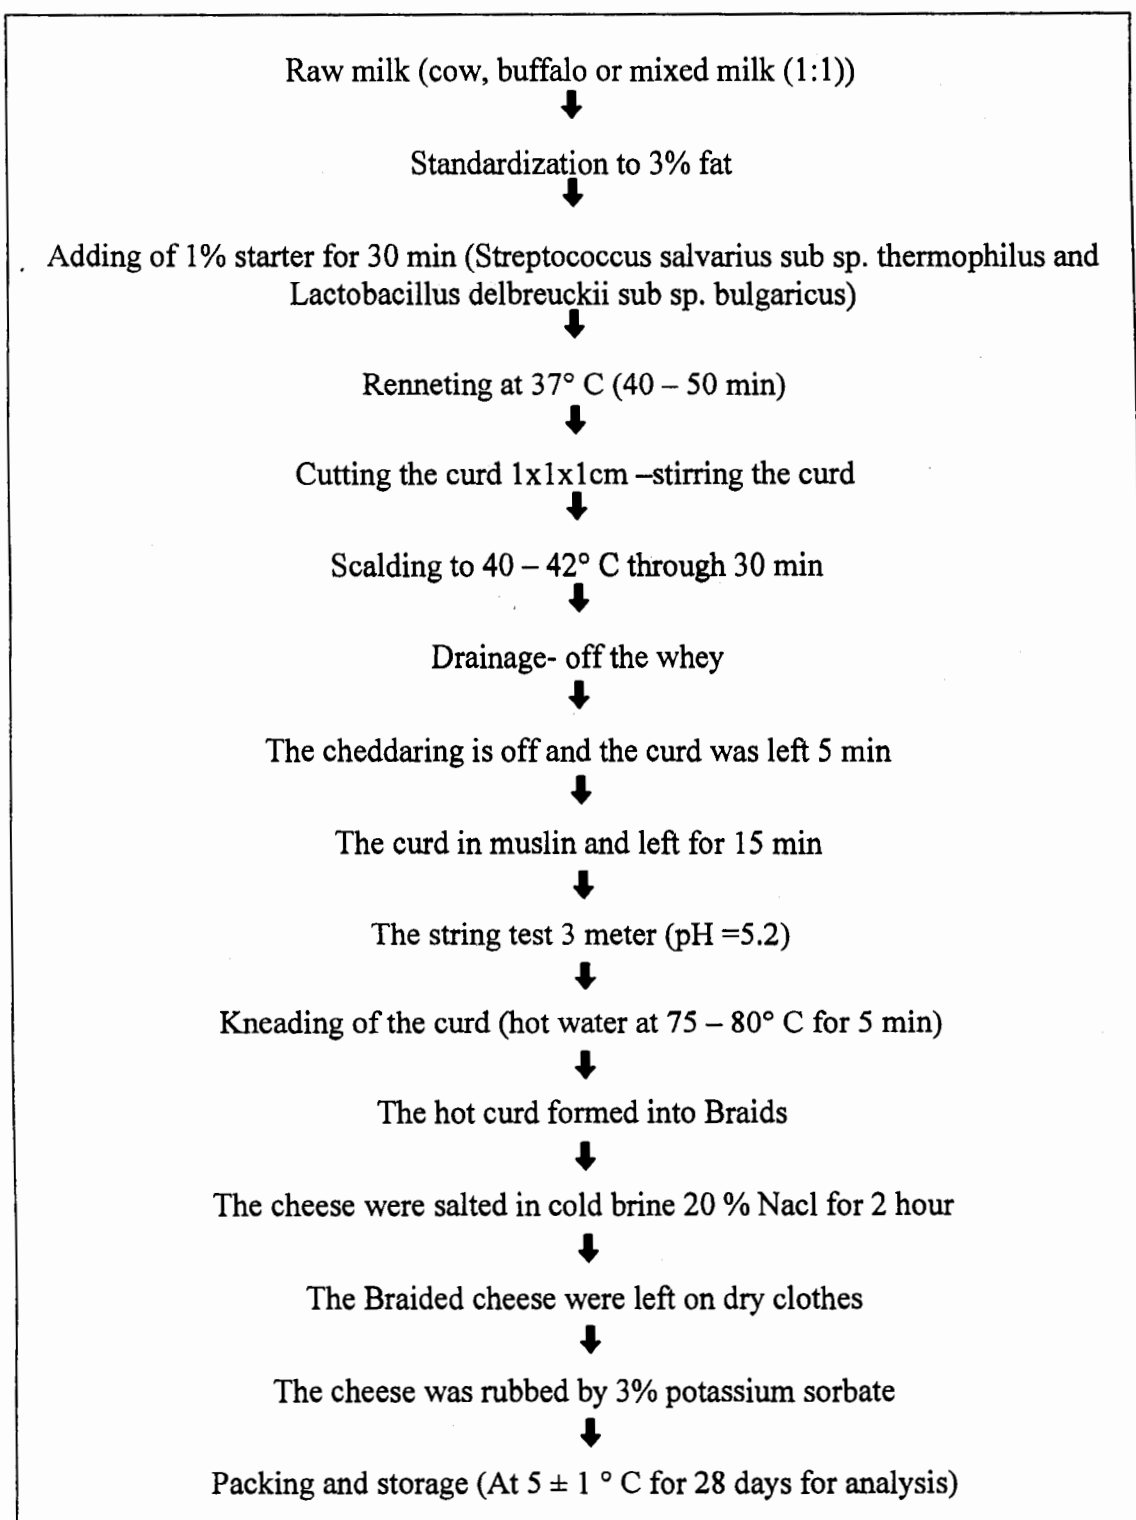 Raw milk (cow, buffalo or mixed milk (1:1))
Standardization to 3% fat
Adding of 1% starter for 30 min (Streptococcus salvarius sub sp. thermophilus and
Lactobacillus delbreuckii sub sp. bulgaricus)
Renneting at 37° C (40 – 50 min)
Cutting the curd 1x1x1cm –stirring the curd
Scalding to 40 – 42° C through 30 min
Drainage- off the whey
The cheddaring is off and the curd was left 5 min
The curd in muslin and left for 15 min
The string test 3 meter (pH =5.2)
Kneading of the curd (hot water at 75 – 80° C for 5 min)
The hot curd formed into Braids
The cheese were salted in cold brine 20 % Nacl for 2 hour
The Braided cheese were left on dry clothes
The cheese was rubbed by 3% potassium sorbate
Packing and storage (At 5 ± 1 ° C for 28 days for analysis)